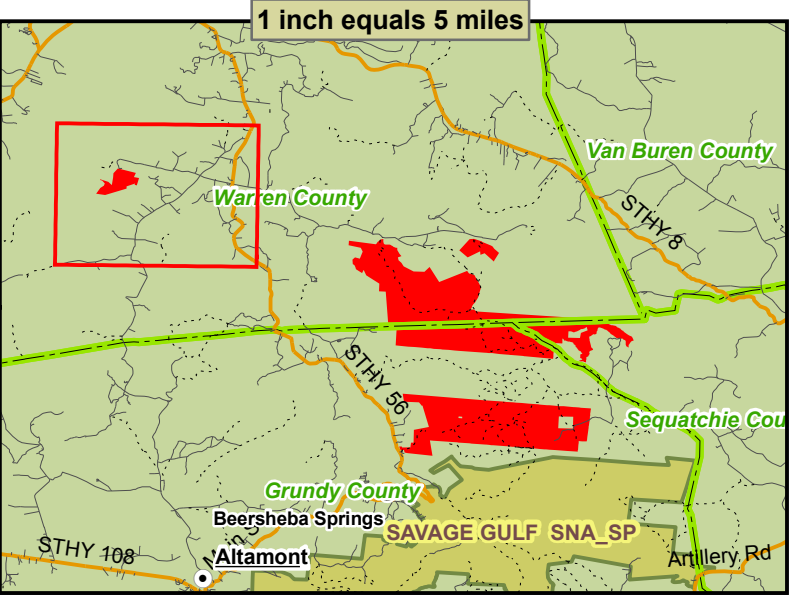 1 inch equals 5 miles
Van Buren County
Warren County
STHY 8
STHY 56
Sequatchie Cou
Grundy County
Beersheba Springs
SAVAGE GULF SNA_SP
STHY 108
Main S
Altamont
Artillery Rd